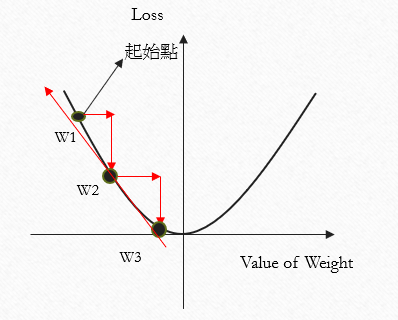 Loss
起始點
W1
W2
W3
Value of Weight